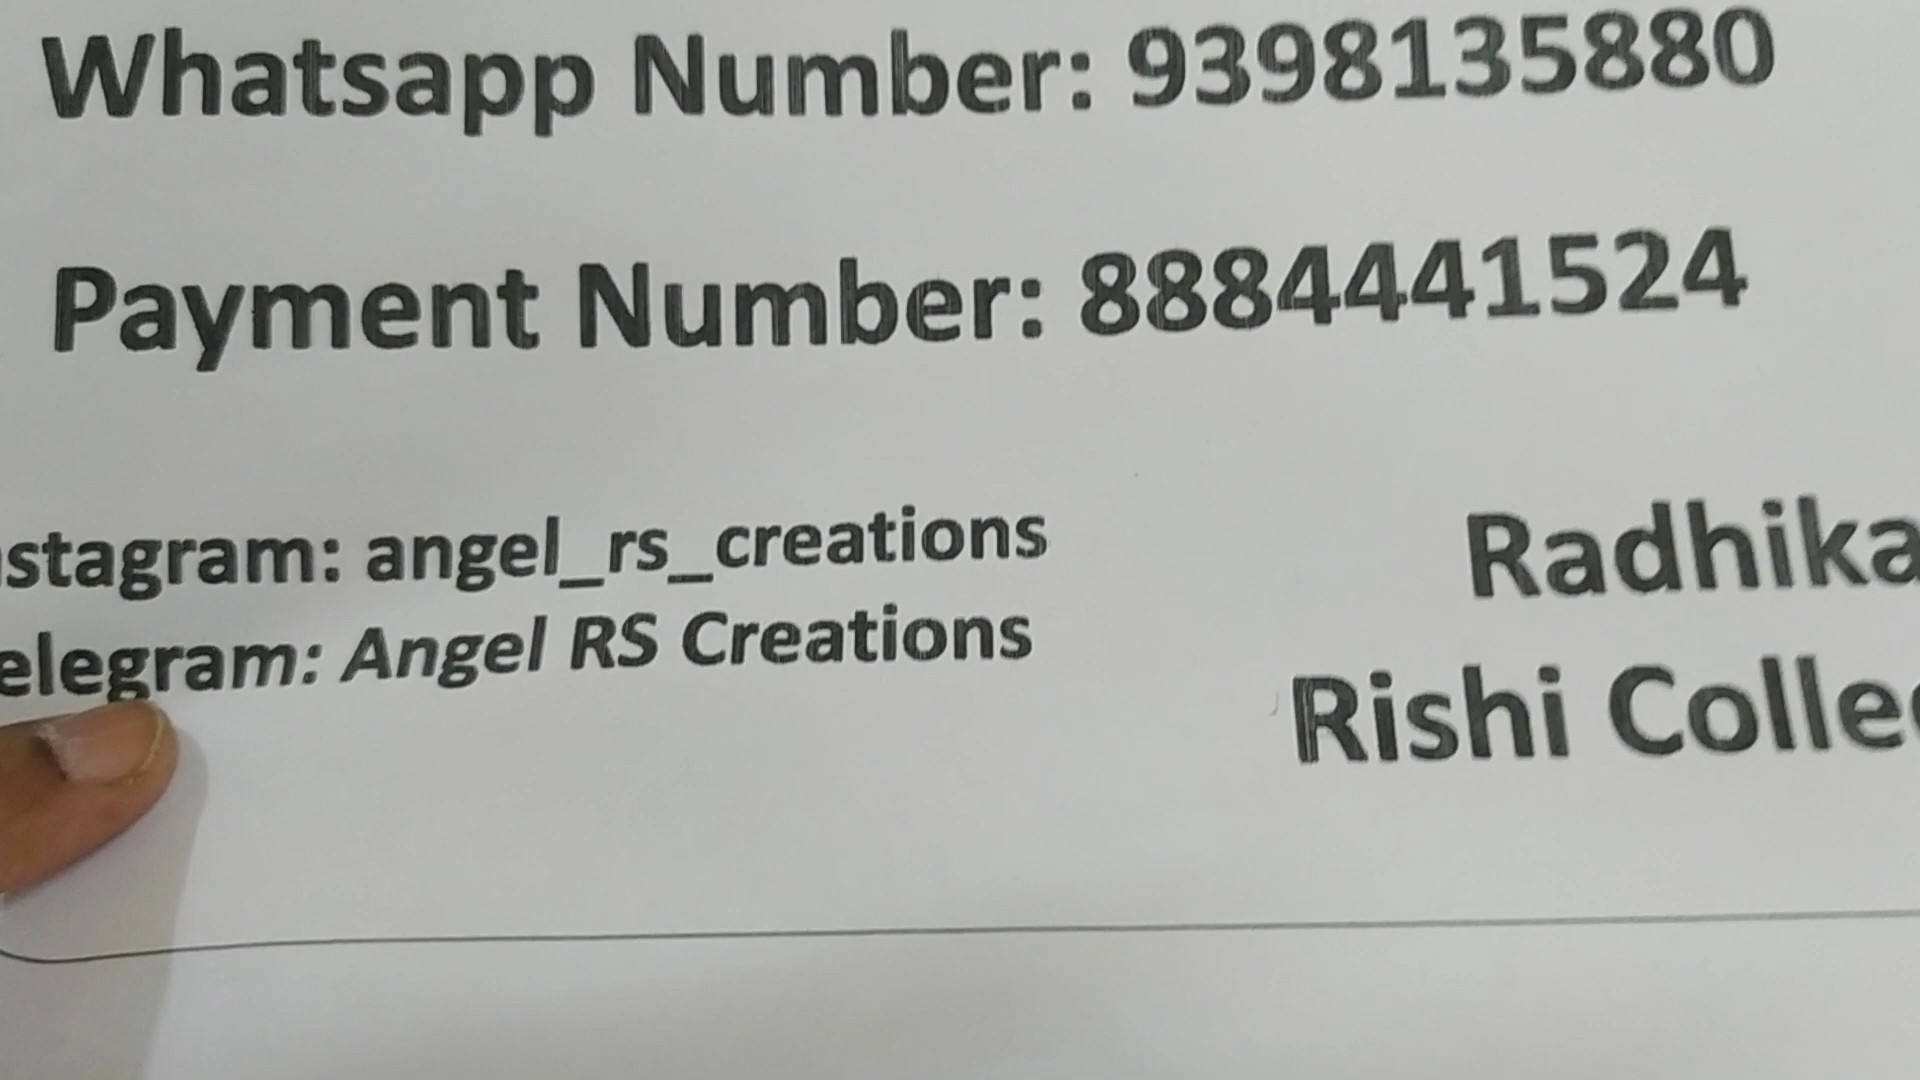 Whatsapp Number: 9398135880
Payment Number: 8884441524
stagram: angel_rs_creations
elegram: Angel RS Creations
Radhika
Rishi Colle